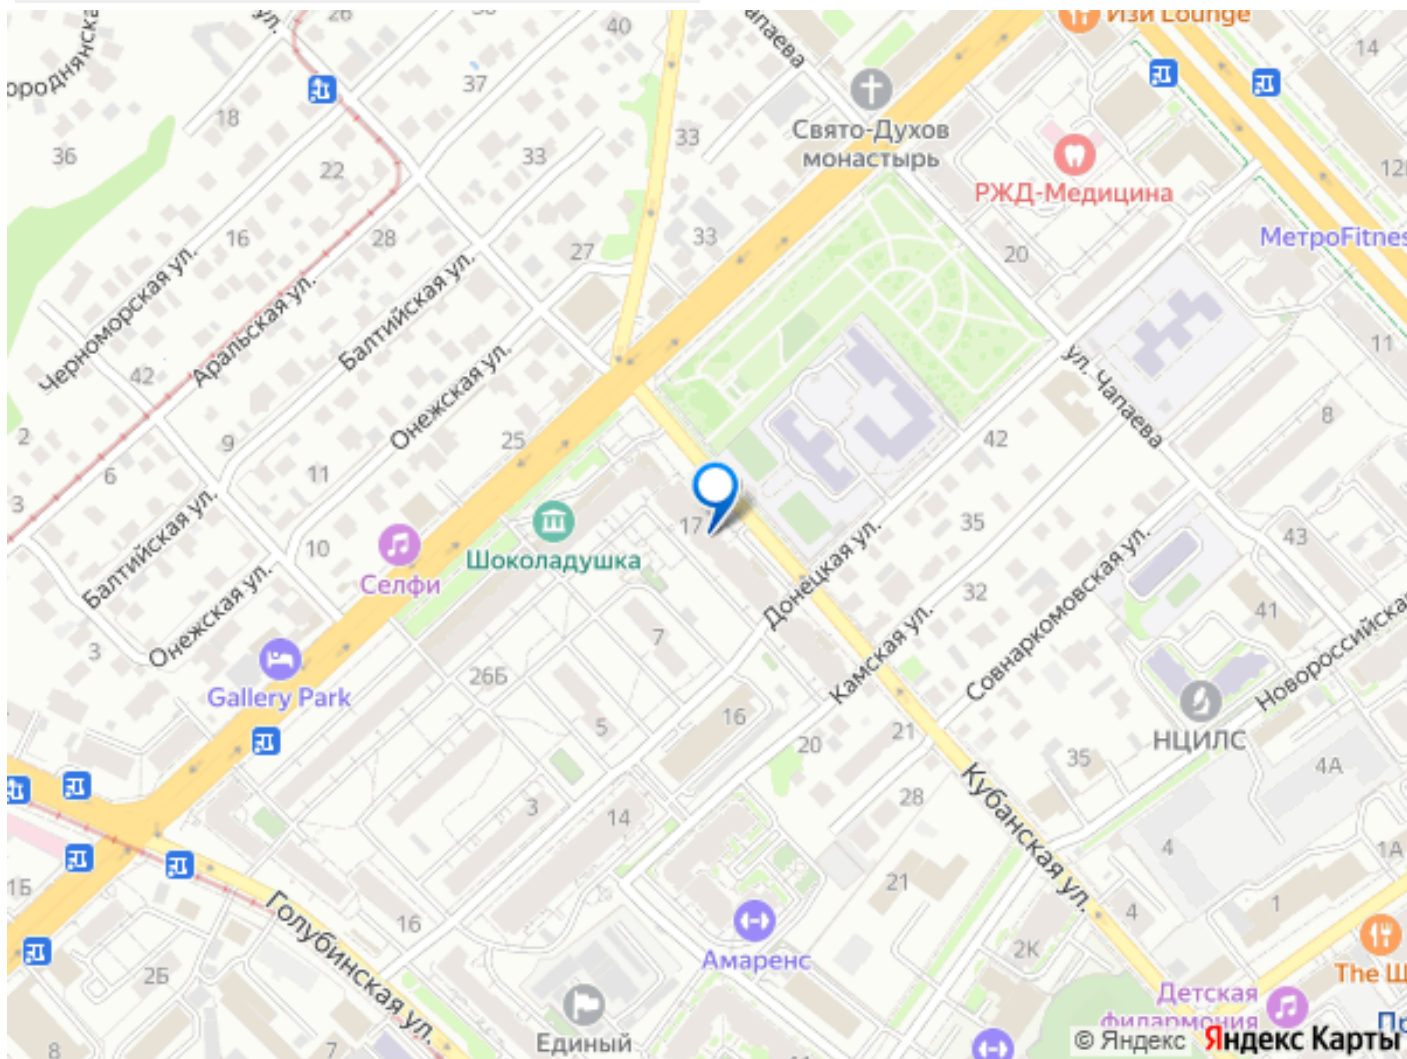 26
36
40
37
18
33
33
22
16
28
27
33
20
14
11
42
9
2
6
3
11
10
3
25
8
42
35
32
43
41
17
7
26Б
5
16
20
21
28
35
4А
3
14
4
1А
21
16
4
1
2К
1Б
2Б
8
7
ул.
Изи Lounge
Свято-Духов
монастырь
РЖД-Медицина
Черноморская ул.
Аральская ул.
Балтийская ул.
Онежская ул.
ул. Чапаева
Балтийская ул.
Онежская ул.
Селфи
Шоколадушка
Gallery Park
Донецкая ул.
Камская ул.
Совнаркомовская ул.
НЦИЛС
Кубанская ул.
Голубинская ул.
Амаренс
Единый
The Щ
Детская
филармония
© Яндекс Яндекс Карты